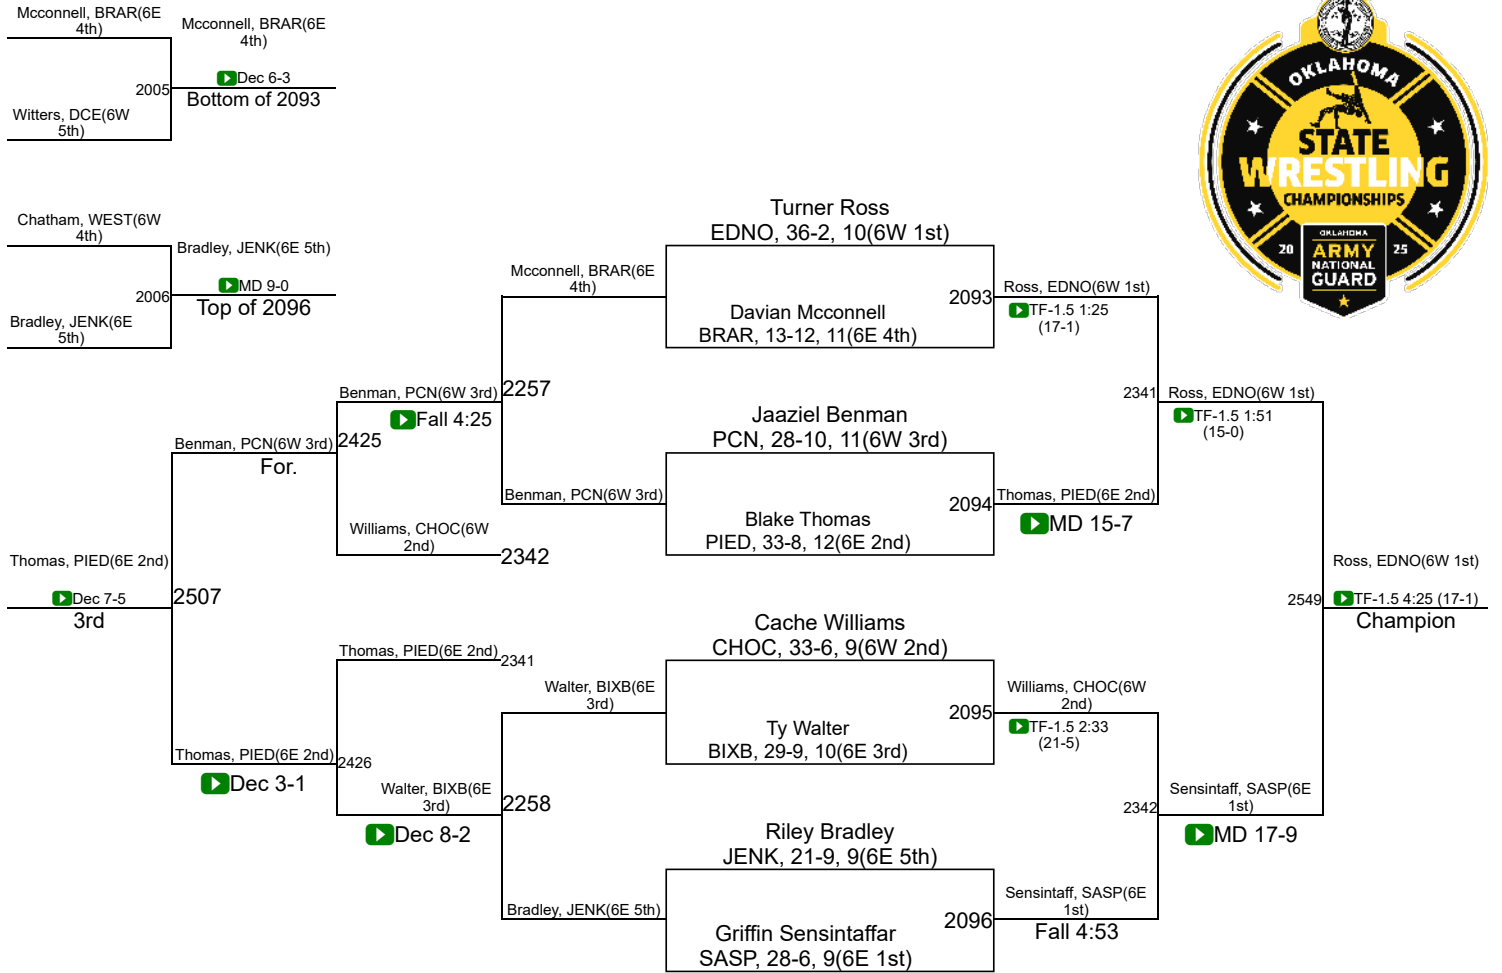 Mcconnell, BRAR(6E
4th)
Mcconnell, BRAR(6E
4th)
Dec 6-3
2005
Bottom of 2093
Witters, DCE(6W
5th)
Chatham, WEST(6W
4th)
Bradley, JENK(6E 5th)
MD 9-0
2006
Top of 2096
Bradley, JENK(6E
5th)
OKLAHOMA
STATE
WRESTLING
CHAMPIONSHIPS
OKLAHOMA
20 ARMY 25
NATIONAL
GUARD
Turner Ross
EDNO, 36-2, 10(6W 1st)
Mcconnell, BRAR(6E
4th)
2093
Ross, EDNO(6W 1st)
Davian Mcconnell
BRAR, 13-12, 11(6E 4th)
TF-1.5 1:25
(17-1)
Benman, PCN(6W 3rd)
2257
Fall 4:25
2341
Ross, EDNO(6W 1st)
TF-1.5 1:51
(15-0)
Jaaziel Benman
PCN, 28-10, 11(6W 3rd)
Benman, PCN(6W 3rd)
2425
For.
Benman, PCN(6W 3rd)
2094
Thomas, PIED(6E 2nd)
Blake Thomas
PIED, 33-8, 12(6E 2nd)
MD 15-7
Williams, CHOC(6W
2nd)
2342
Thomas, PIED(6E 2nd)
Dec 7-5
2507
3rd
Ross, EDNO(6W 1st)
2549
TF-1.5 4:25 (17-1)
Champion
Cache Williams
CHOC, 33-6, 9(6W 2nd)
Thomas, PIED(6E 2nd)
2341
Walter, BIXB(6E
3rd)
2095
Williams, CHOC(6W
2nd)
Ty Walter
BIXB, 29-9, 10(6E 3rd)
TF-1.5 2:33
(21-5)
Thomas, PIED(6E 2nd)
2426
Dec 3-1
Walter, BIXB(6E
3rd)
2258
Dec 8-2
2342
Sensintaff, SASP(6E
1st)
MD 17-9
Riley Bradley
JENK, 21-9, 9(6E 5th)
Bradley, JENK(6E 5th)
2096
Sensintaff, SASP(6E
1st)
Fall 4:53
Griffin Sensintaffar
SASP, 28-6, 9(6E 1st)